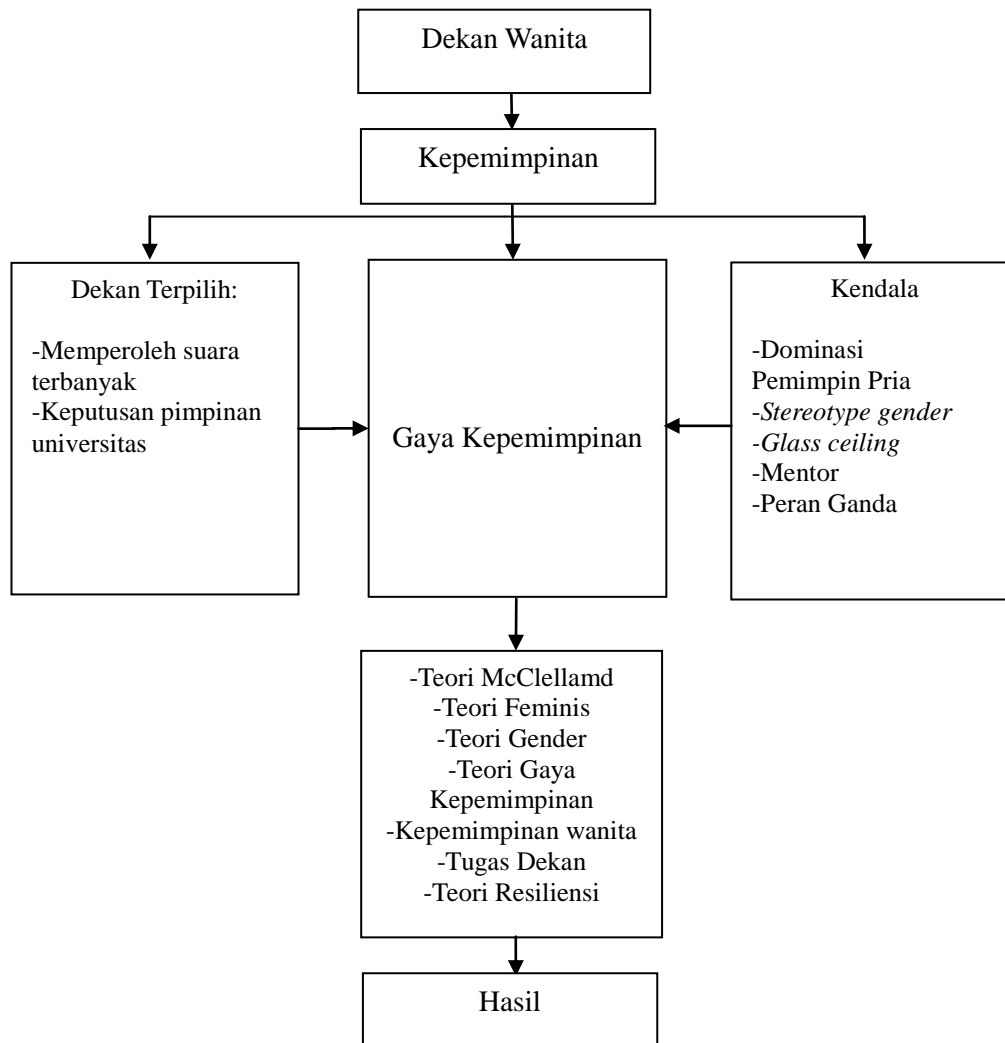 Dekan Wanita
Kepemimpinan
Dekan Terpilih:
-Memperoleh suara
terbanyak
-Keputusan pimpinan
universitas
Gaya Kepemimpinan
Kendala
-Dominasi
Pemimpin Pria
-Stereotype gender
-Glass ceiling
-Mentor
-Peran Ganda
-Teori McClellamd
-Teori Feminis
-Teori Gender
-Teori Gaya
Kepemimpinan
-Kepemimpinan wanita
-Tugas Dekan
-Teori Resiliensi
Hasil